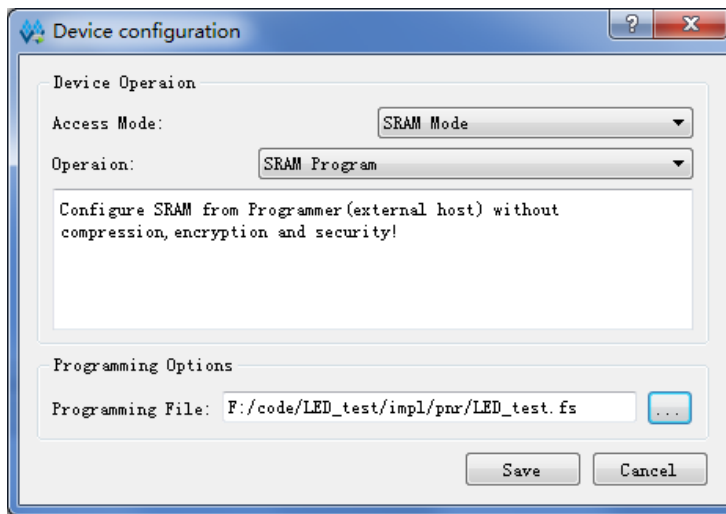 Device configuration
?
X
Device Operaion
Access Mode:
SRAM Mode
Operaion:
SRAM Program
Configure SRAM from Programmer(external host) without
compression,encryption and security!
Programming Options
Programming File:
F:/code/LED_test/impl/pnr/LED_test.fs
...
Save
Cancel